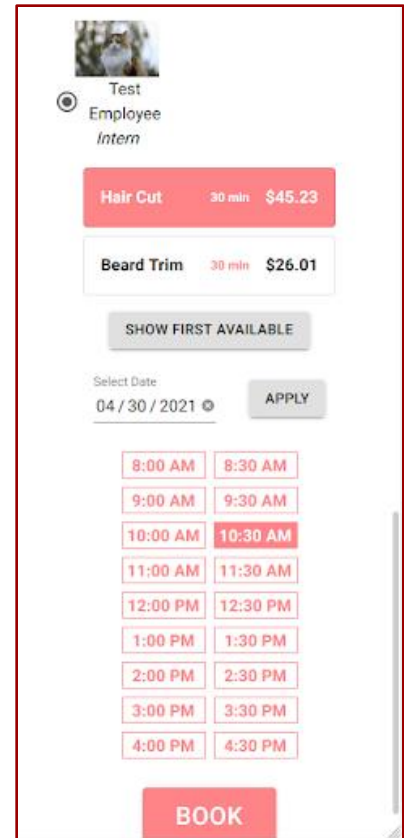 Test
Employee
Intern
Hair Cut 30 min $45.23
Beard Trim 30 min $26.01
SHOW FIRST AVAILABLE
Select Date
04/30/2021
APPLY
8:00 AM 8:30 AM
9:00 AM 9:30 AM
10:00 AM 10:30 AM
11:00 AM 11:30 AM
12:00 PM 12:30 PM
1:00 PM 1:30 PM
2:00 PM 2:30 PM
3:00 PM 3:30 PM
4:00 PM 4:30 PM
BOOK